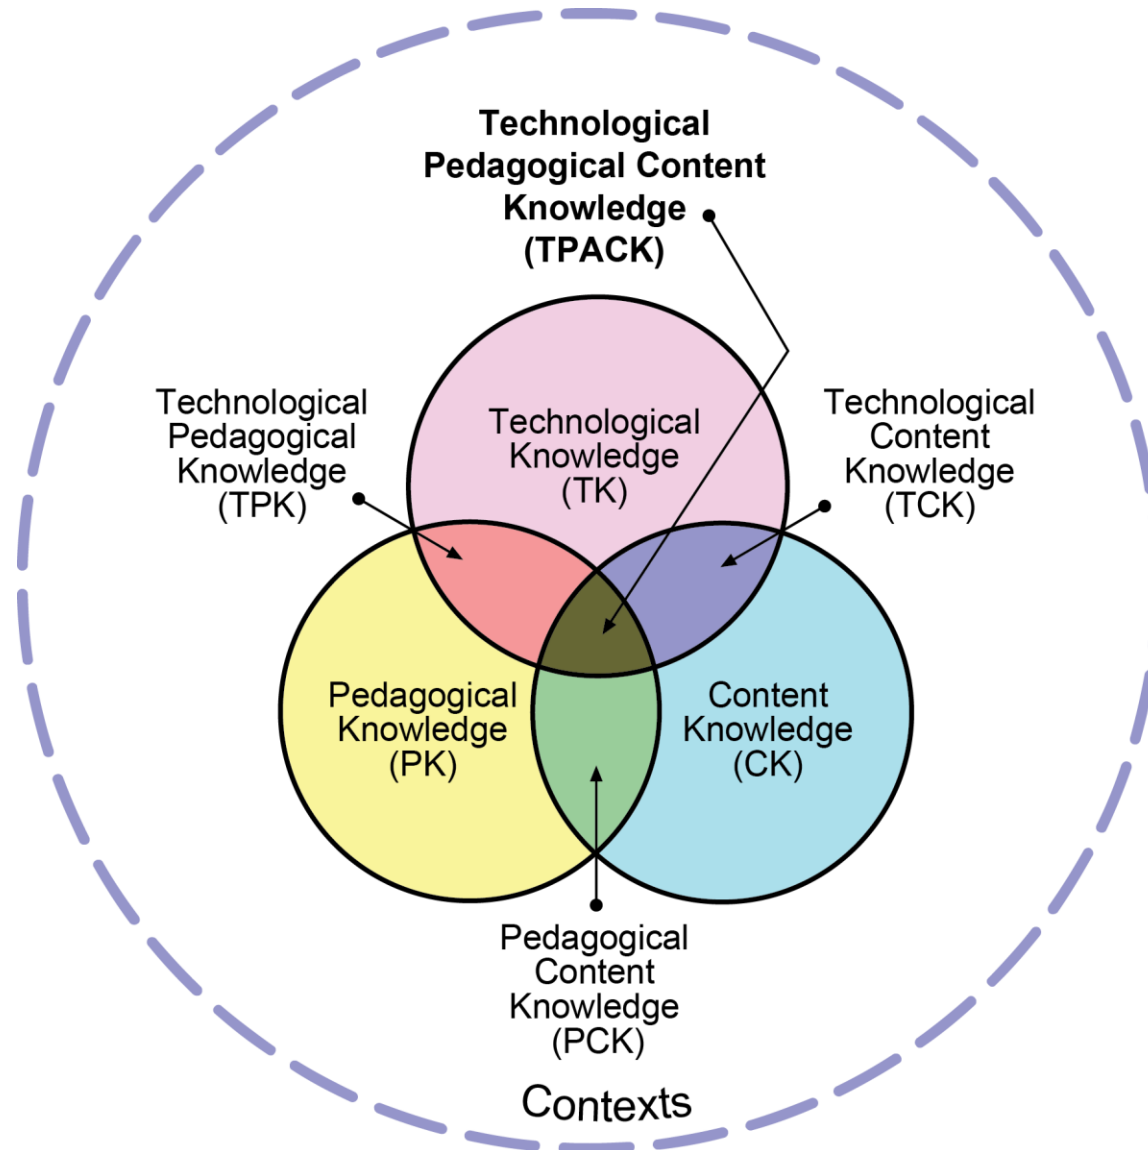 Technological
Pedagogical Content
Knowledge
(TPACK)
Technological
Pedagogical
Knowledge
(TPK)
Technological
Knowledge
(TK)
Technological
Content
Knowledge
(TCK)
Pedagogical
Knowledge
(PK)
Content
Knowledge
(CK)
Pedagogical
Content
Knowledge
(PCK)
Contexts